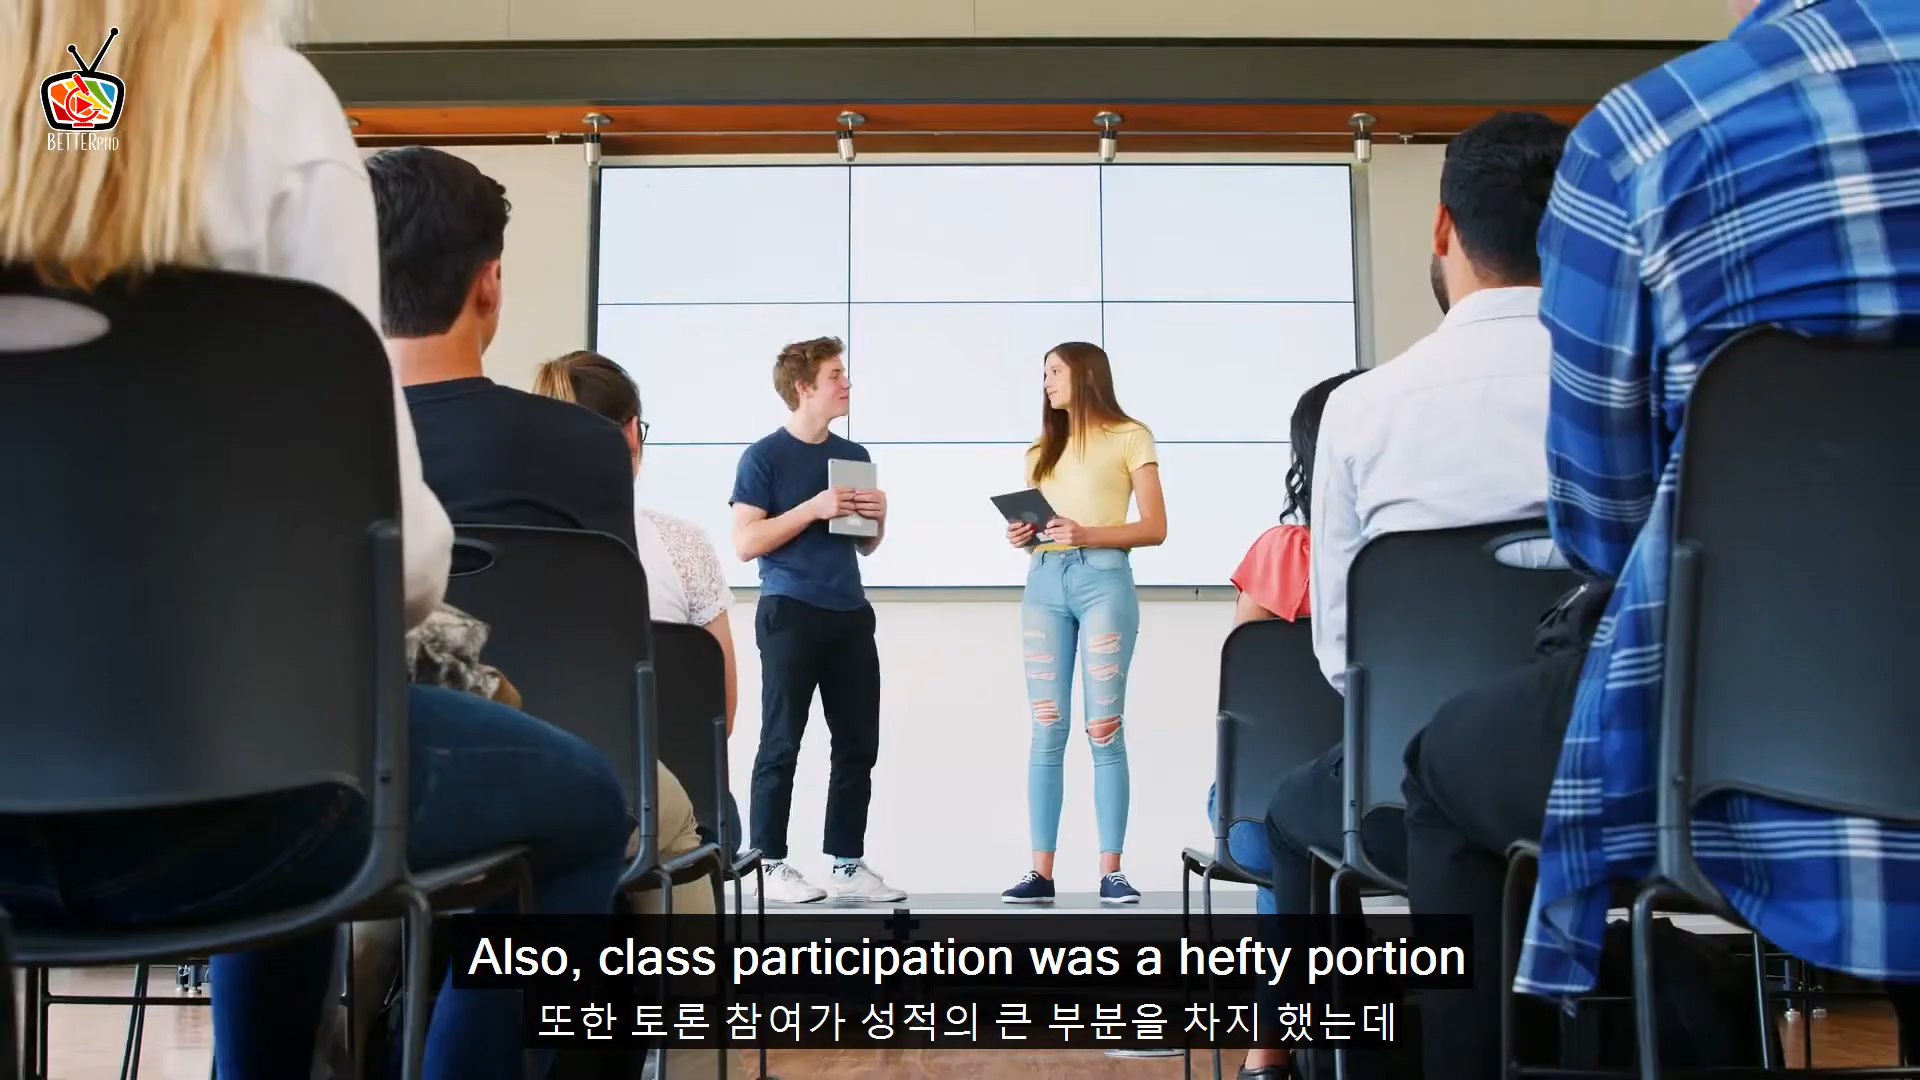 BETTERPHD
Also, class participation was a hefty portion
또한 토론 참여가 성적의 큰 부분을 차지 했는데